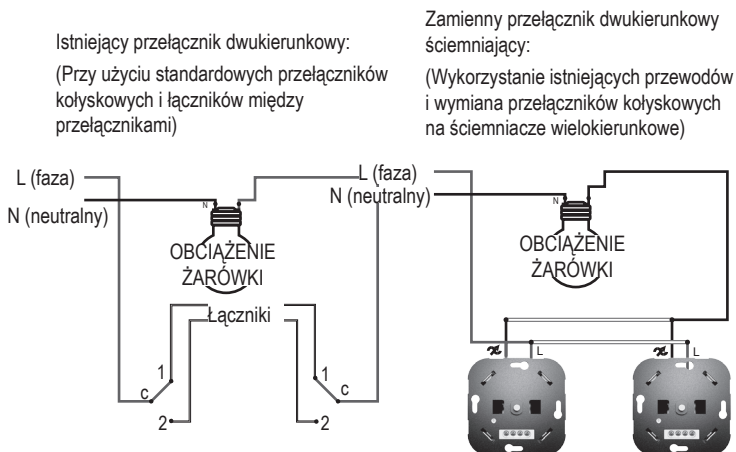 Istniejący przełącznik dwukierunkowy:
(Przy użyciu standardowych przełączników
kołyskowych i łączników między
przełącznikami)
Zamienny przełącznik dwukierunkowy
ściemniający:
(Wykorzystanie istniejących przewodów
i wymiana przełączników kołyskowych
na ściemniacze wielokierunkowe)
L (faza)
N (neutralny)
N
OBCIĄŻENIE
ŻARÓWKI
Łączniki
1
c
2
1
c
2
L (faza)
N (neutralny)
N
OBCIĄŻENIE
ŻARÓWKI
L
L